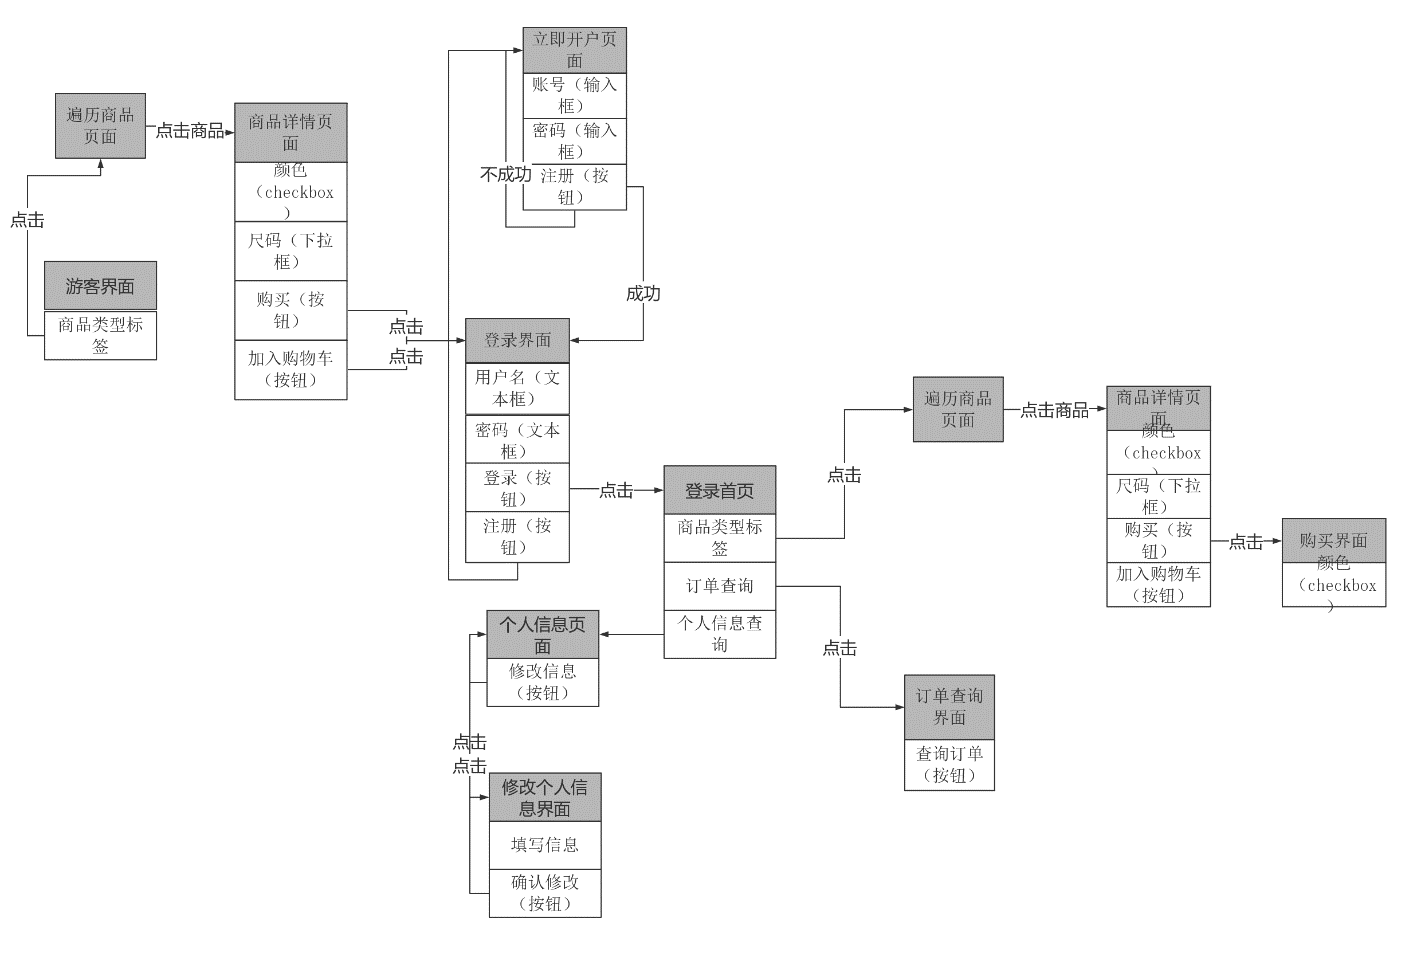 立即开户页
面
账号（输入
框）
密码（输入
框）
注册（按
钮）
不成功
成功
遍历商品
页面
点击商品
点击
游客界面
商品类型标
签
商品详情页
面
颜色
（checkbox
）
尺码（下拉
框）
购买（按
钮）
加入购物车
（按钮）
点击
点击
登录界面
用户名（文
本框）
密码（文本
框）
登录（按
钮）
注册（按
钮）
点击
登录首页
商品类型标
签
订单查询
个人信息查
询
点击
遍历商品
页面
点击商品
商品详情页
面
颜色
（checkbox
）
尺码（下拉
框）
购买（按
钮）
加入购物车
（按钮）
点击
购买界面
颜色
（checkbox
）
点击
订单查询
界面
查询订单
（按钮）
个人信息页
面
修改信息
（按钮）
点击
点击
修改个人信
息界面
填写信息
确认修改
（按钮）